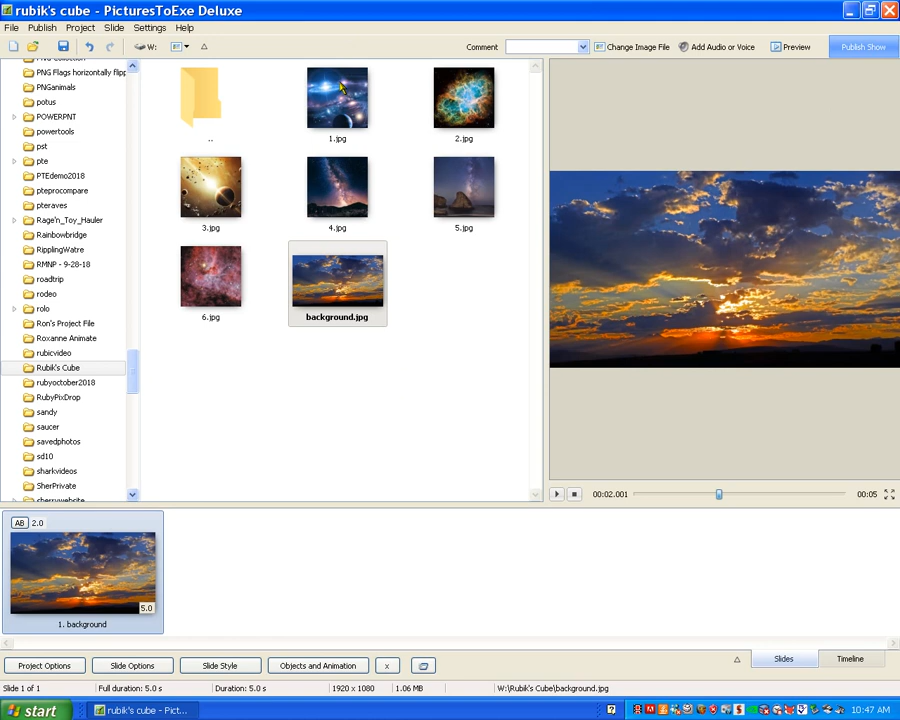 rubik's cube - PicturesToExe Deluxe
File Publish Project Slide Settings Help
W: Comment Change Image File Add Audio or Voice Preview Publish Show
PNG Flags horizontally flipp
PNGanimals
potus
POWERPNT
powertools
pst
pte
PTEdemo2018
pteprocompare
pteraves
Rage'n_Toy_Hauler
Rainbowbridge
RipplingWatre
RMNP - 9-28-18
roadtrip
rodeo
rolo
Ron's Project File
Roxanne Animate
rubicvideo
Rubik's Cube
rubyoctober2018
RubyPixDrop
sandy
saucer
savedphotos
sd10
sharkvideos
SherPrivate
sherrywebsite
..
1.jpg
2.jpg
3.jpg
4.jpg
5.jpg
6.jpg
background.jpg
00:02.001
00:05
AB 2.0
5.0
1. background
Project Options Slide Options Slide Style Objects and Animation x Slides Timeline
Slide 1 of 1 Full duration: 5.0 s Duration: 5.0 s 1920 x 1080 1.06 MB W:\Rubik's Cube\background.jpg
start rubik's cube - Pict... 10:47 AM